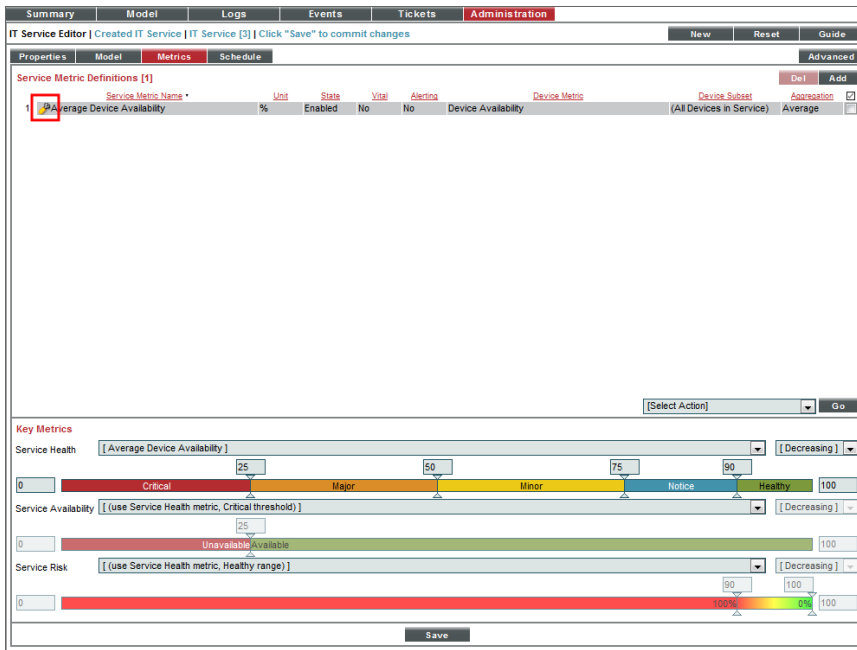 Summary Model Logs Events Tickets Administration
IT Service Editor | Created IT Service | IT Service [3] | Click "Save" to commit changes New Reset Guide
Properties Model Metrics Schedule Advanced
Service Metric Definitions [1] Del Add
Service Metric Name Unit State Vital Alerting Device Metric Device Subset Aggregation
1 Average Device Availability % Enabled No No Device Availability (All Devices in Service) Average
[Select Action] Go
Key Metrics
Service Health [ Average Device Availability ] [ Decreasing ]
25 50 75 90
0 Critical Major Minor Notice Healthy 100
Service Availability [ (use Service Health metric, Critical threshold) ] [ Decreasing ]
25
0 Unavailable Available 100
Service Risk [ (use Service Health metric, Healthy range) ] [ Decreasing ]
90 100
0 100% 0% 100
Save